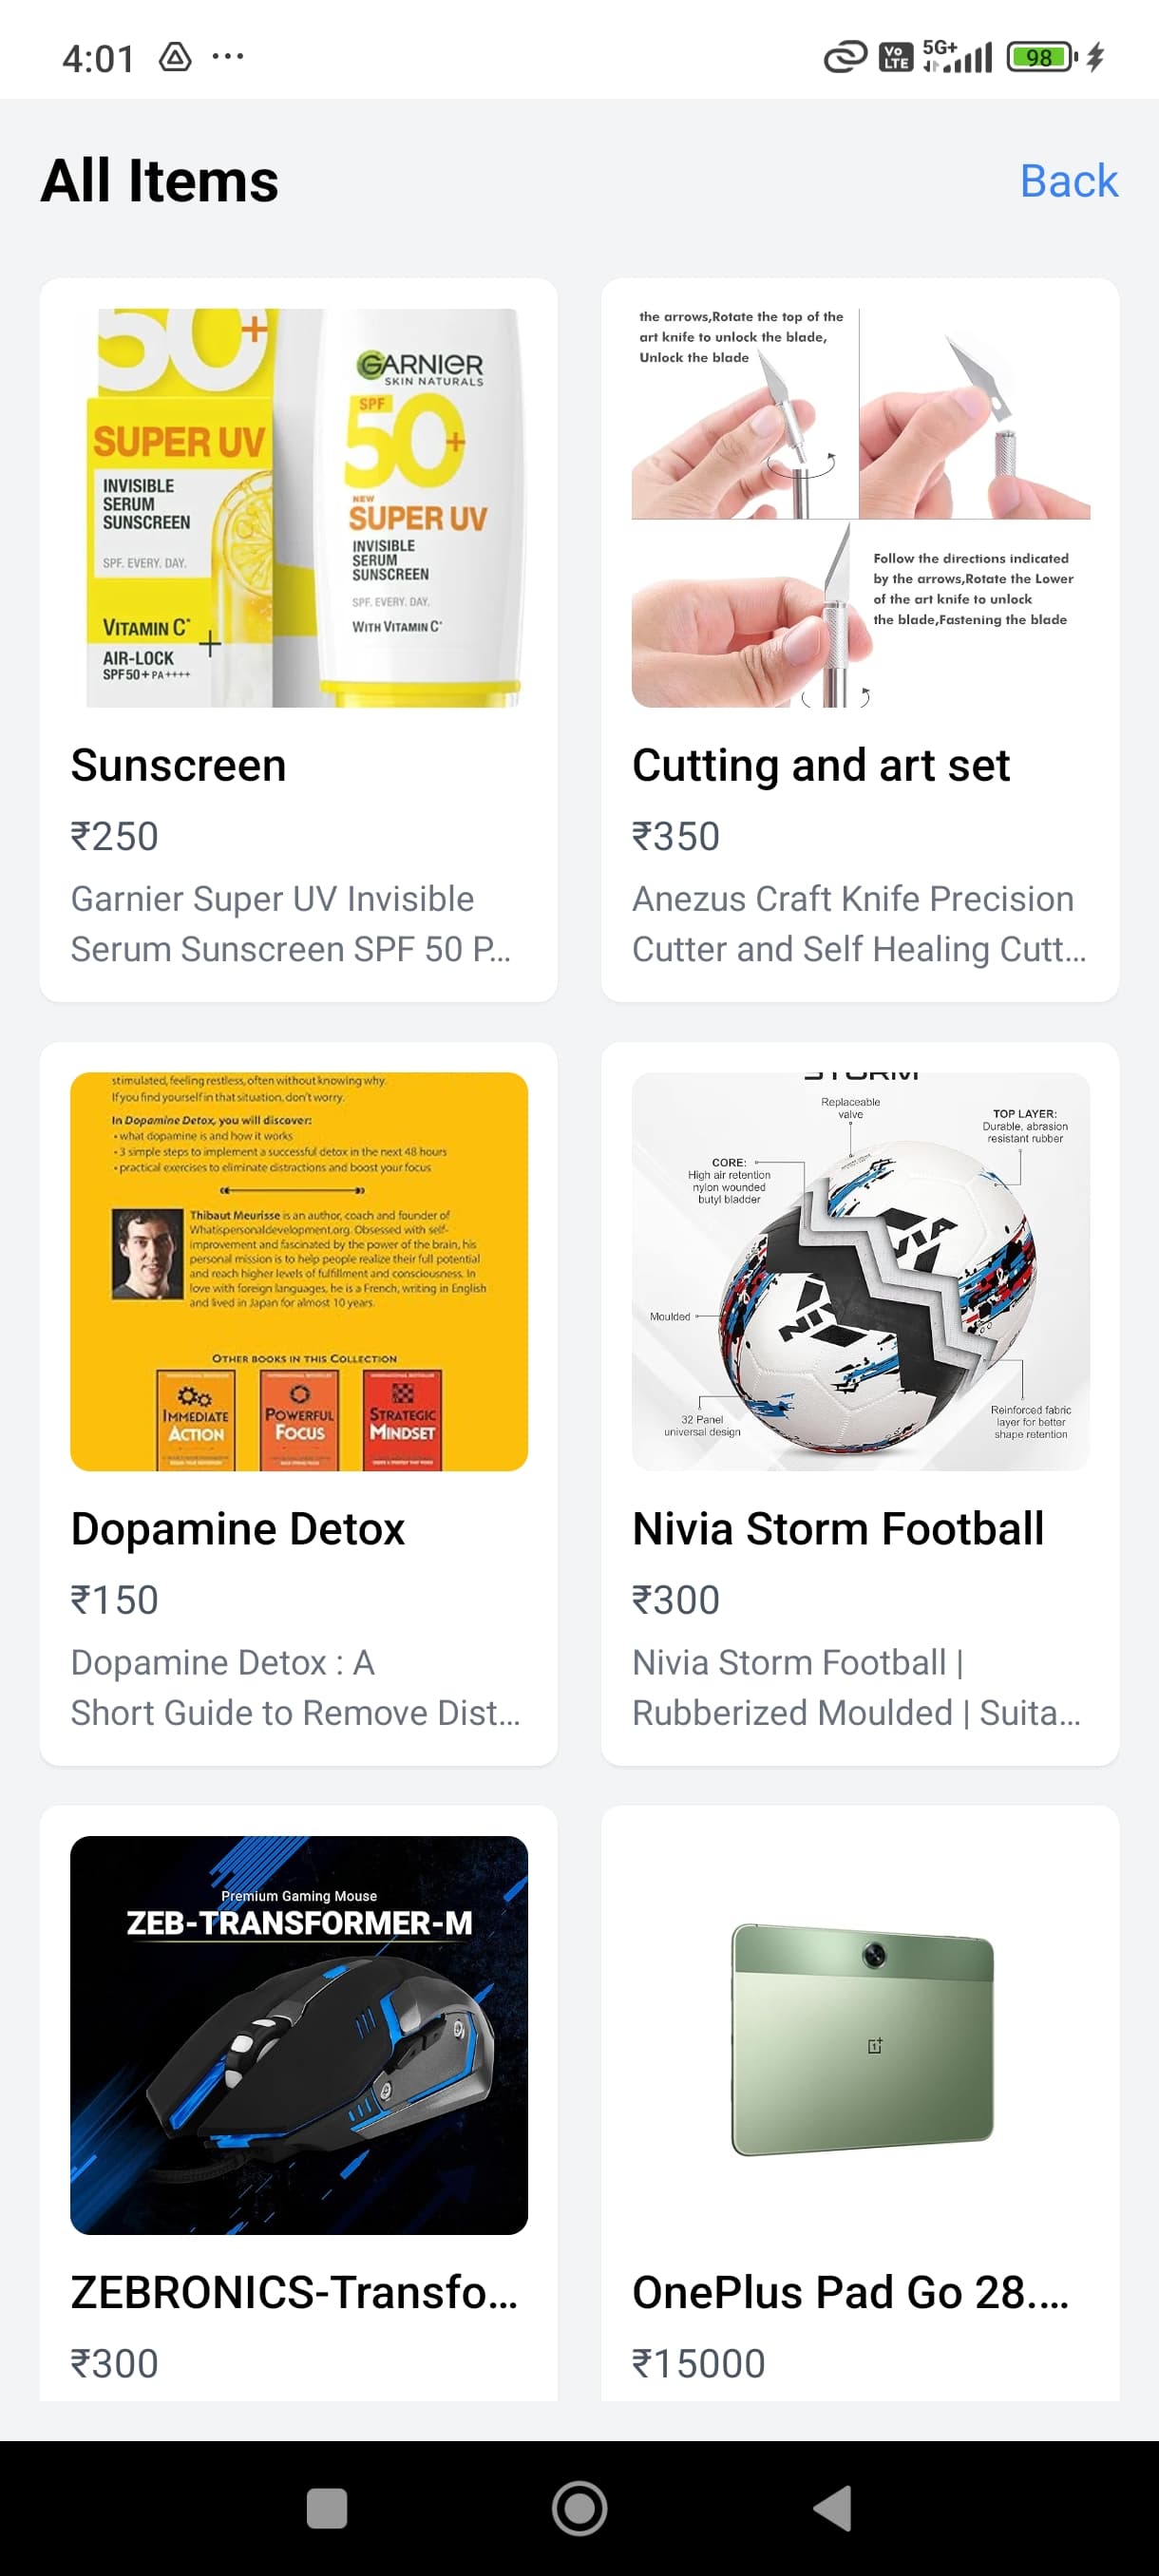 4:01 ...
Vo
LTE
5G+
98
All Items
Back
50+
SUPER UV
INVISIBLE
SERUM
SUNSCREEN
SPF. EVERY. DAY.
VITAMIN C*
AIR-LOCK
SPF50+ PA++++
GARNIER
SKIN NATURALS
SPF
50+
NEW
SUPER UV
INVISIBLE
SERUM
SUNSCREEN
SPF. EVERY. DAY.
WITH VITAMIN C*
Sunscreen
₹250
Garnier Super UV Invisible
Serum Sunscreen SPF 50 P...
the arrows,Rotate the top of the
art knife to unlock the blade,
Unlock the blade
Follow the directions indicated
by the arrows,Rotate the Lower
of the art knife to unlock
the blade,Fastening the blade
Cutting and art set
₹350
Anezus Craft Knife Precision
Cutter and Self Healing Cutt...
stimulated, feeling restless, often without knowing why.
If you find yourself in that situation, don't worry.
In Dopamine Detox, you will discover:
• what dopamine is and how it works
• 3 simple steps to implement a successful detox in the next 48 hours
• practical exercises to eliminate distractions and boost your focus
Thibaut Meurisse is an author, coach and founder of
Whatispersonaldevelopment.org. Obsessed with self-
improvement and fascinated by the power of the brain, his
personal mission is to help people realize their full potential
and reach higher levels of fulfillment and consciousness. In
love with foreign languages, he is a French, writing in English
and lived in Japan for almost 10 years.
OTHER BOOKS IN THIS COLLECTION
IMMEDIATE
ACTION
POWERFUL
FOCUS
STRATEGIC
MINDSET
Dopamine Detox
₹150
Dopamine Detox : A
Short Guide to Remove Dist...
STORM
Replaceable
valve
TOP LAYER:
Durable, abrasion
resistant rubber
CORE:
High air retention
nylon wounded
butyl bladder
Moulded
32 Panel
universal design
Reinforced fabric
layer for better
shape retention
Nivia Storm Football
₹300
Nivia Storm Football |
Rubberized Moulded | Suita...
Premium Gaming Mouse
ZEB-TRANSFORMER-M
ZEBRONICS-Transfo...
₹300
OnePlus Pad Go 28....
₹15000